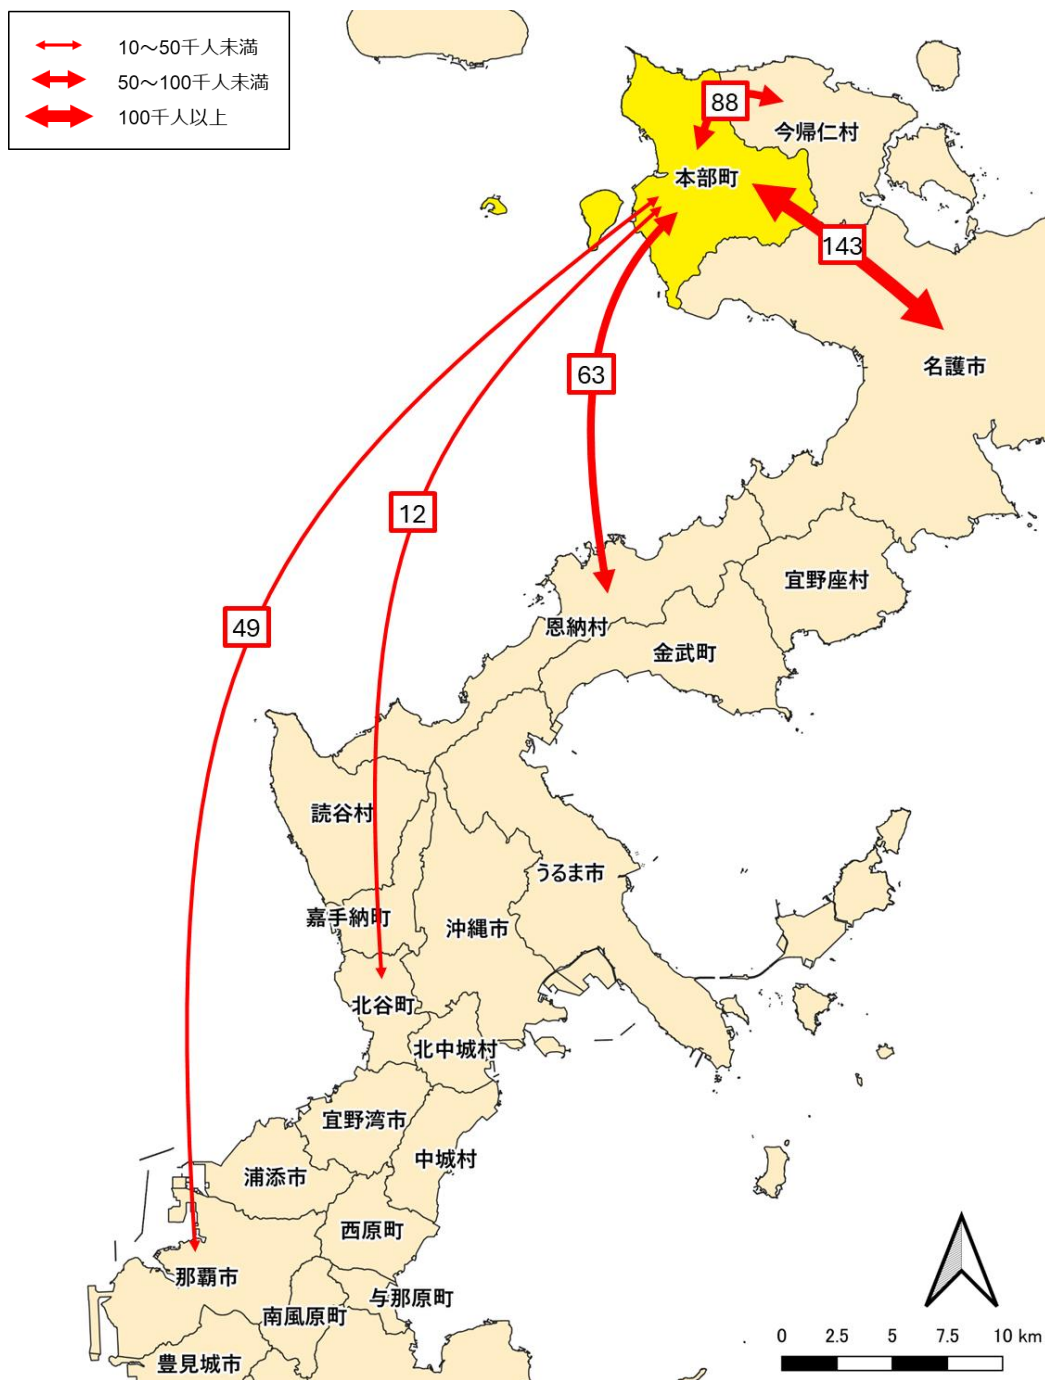 10～50千人未満
50～100千人未満
100千人以上
88
今帰仁村
本部町
143
名護市
63
12
宜野座村
49
恩納村
金武町
読谷村
うるま市
嘉手納町
沖縄市
北谷町
北中城村
宜野湾市
中城村
浦添市
西原町
那覇市
与那原町
南風原町
豊見城市
0 2.5 5 7.5 10 km